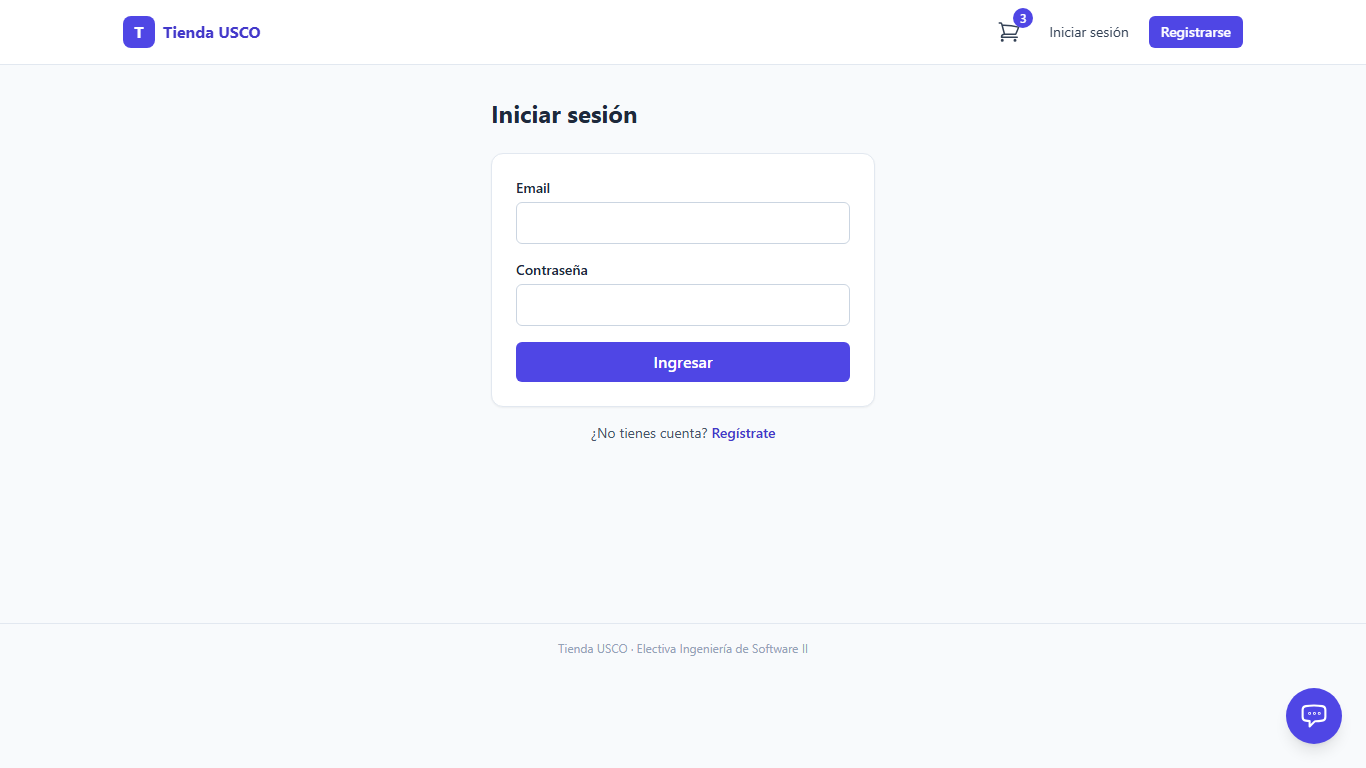 T Tienda USCO
3
Iniciar sesión
Registrarse
Iniciar sesión
Email
Contraseña
Ingresar
¿No tienes cuenta? Regístrate
Tienda USCO · Electiva Ingeniería de Software II